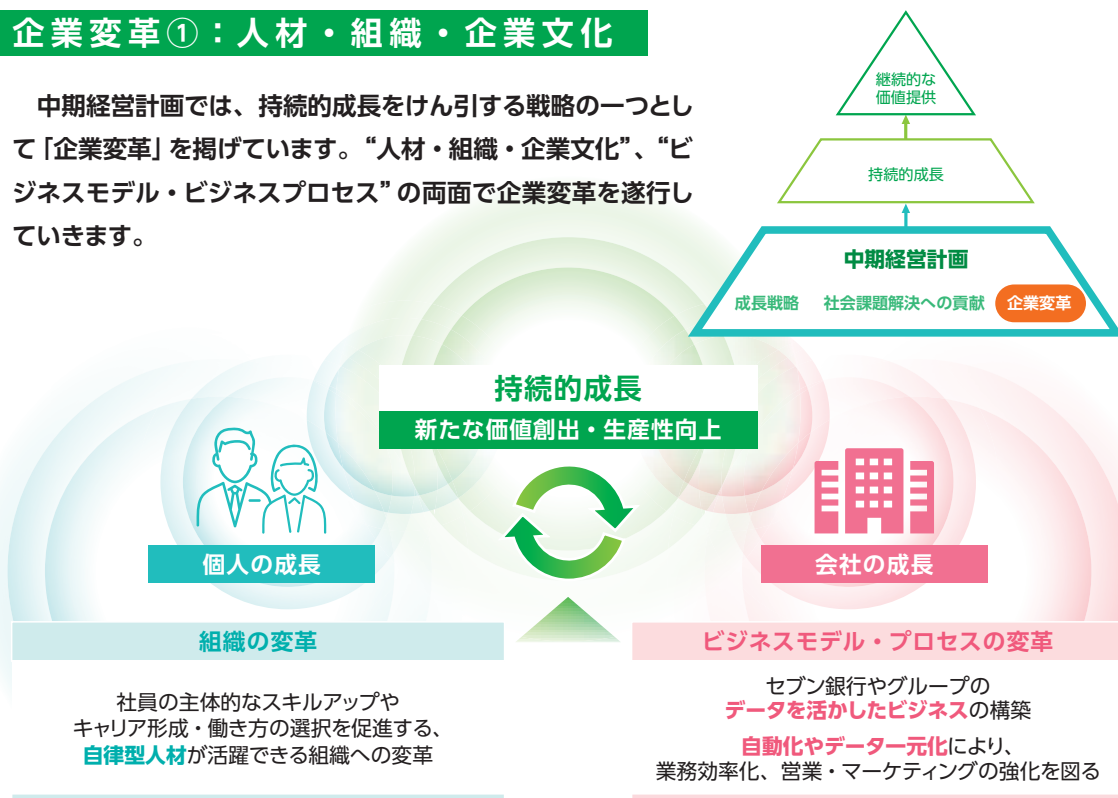 企業変革①：人材・組織・企業文化
中期経営計画では、持続的成長をけん引する戦略の一つとし
て「企業変革」を掲げています。“人材・組織・企業文化”、“ビ
ジネスモデル・ビジネスプロセス”の両面で企業変革を遂行し
ていきます。
継続的な
価値提供
持続的成長
中期経営計画
成長戦略 社会課題解決への貢献 企業変革
持続的成長
新たな価値創出・生産性向上
個人の成長
会社の成長
組織の変革
社員の主体的なスキルアップや
キャリア形成・働き方の選択を促進する、
自律型人材が活躍できる組織への変革
ビジネスモデル・プロセスの変革
セブン銀行やグループの
データを活かしたビジネスの構築
自動化やデータ一元化により、
業務効率化、営業・マーケティングの強化を図る